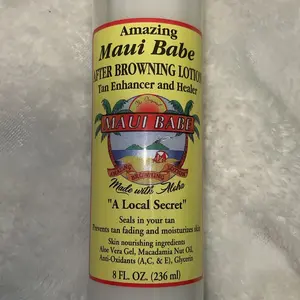 Amazing
Maui Babe
AFTER BROWNING LOTION
Tan Enhancer and Healer
MAUI BABE
BROWNING
Made with Aloha
"A Local Secret"
Seals in your tan
Prevents tan fading and moisturizes skin
Skin nourishing ingredients
Aloe Vera Gel, Macadamia Nut Oil,
Anti-Oxidants (A,C, & E), Glycerin
8 FL. OZ. (236 ml)